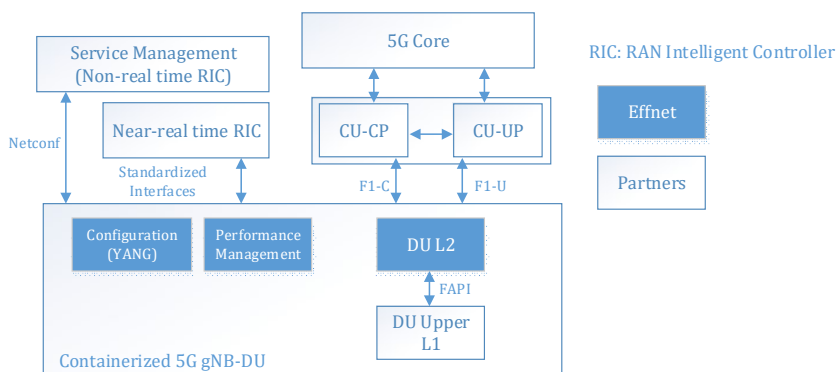 Service Management
(Non-real time RIC)
5G Core
RIC: RAN Intelligent Controller
Near-real time RIC
CU-CP
CU-UP
Effnet
Netconf
Standardized
Interfaces
F1-C
F1-U
Partners
Configuration
(YANG)
Performance
Management
DU L2
FAPI
DU Upper
L1
Containerized 5G gNB-DU